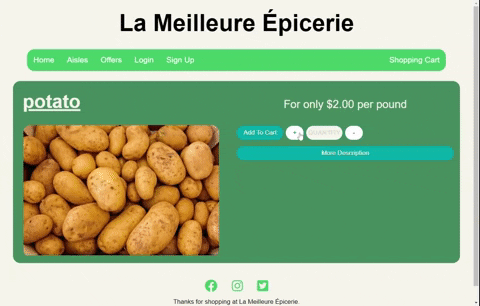 La Meilleure Épicerie
Home Aisles Offers Login Sign Up Shopping Cart
potato
For only $2.00 per pound
Add To Cart + QUANTITY -
More Description
Thanks for shopping at La Meilleure Épicerie.